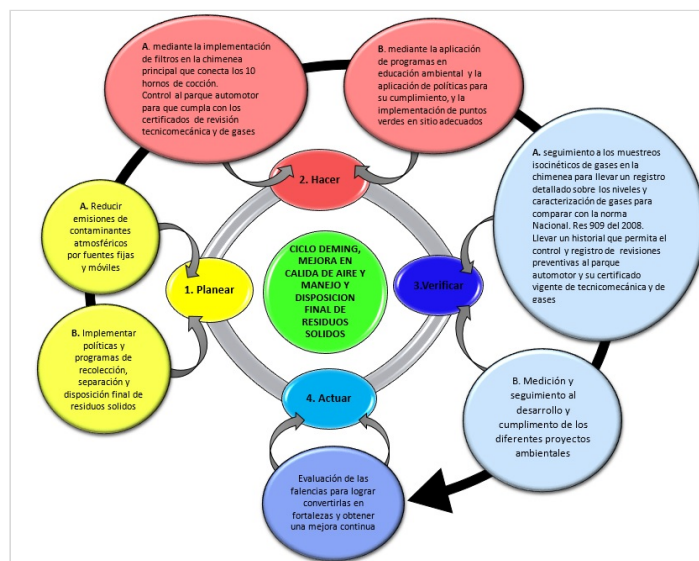 A. mediante la implementación
de filtros en la chimenea
principal que conecta los 10
hornos de cocción.
Control al parque automotor
para que cumpla con los
certificados de revisión
tecnicomecánica y de gases
B. mediante la aplicación
de programas en
educación ambiental y la
aplicación de políticas para
su cumplimiento, y la
implementación de puntos
verdes en sitio adecuados
A. seguimiento a los muestreos
isocinéticos de gases en la
chimenea para llevar un registro
detallado sobre los niveles y
caracterización de gases para
comparar con la norma
Nacional. Res 909 del 2008.
Llevar un historial que permita el
control y registro de revisiones
preventivas al parque
automotor y su certificado
vigente de tecnicomecánica y de
gases
2. Hacer
A. Reducir
emisiones de
contaminantes
atmosféricos
por fuentes fijas
y móviles
1. Planear
CICLO DEMING,
MEJORA EN
CALIDA DE AIRE Y
MANEJO Y
DISPOSICION
FINAL DE
RESIDUOS
SOLIDOS
3.Verificar
B. Implementar
políticas y
programas de
recolección,
separación y
disposición final de
residuos solidos
4. Actuar
B. Medición y
seguimiento al
desarrollo y
cumplimento de los
diferentes proyectos
ambientales
Evaluación de las
falencias para lograr
convertirlas en
fortalezas y obtener
una mejora continua